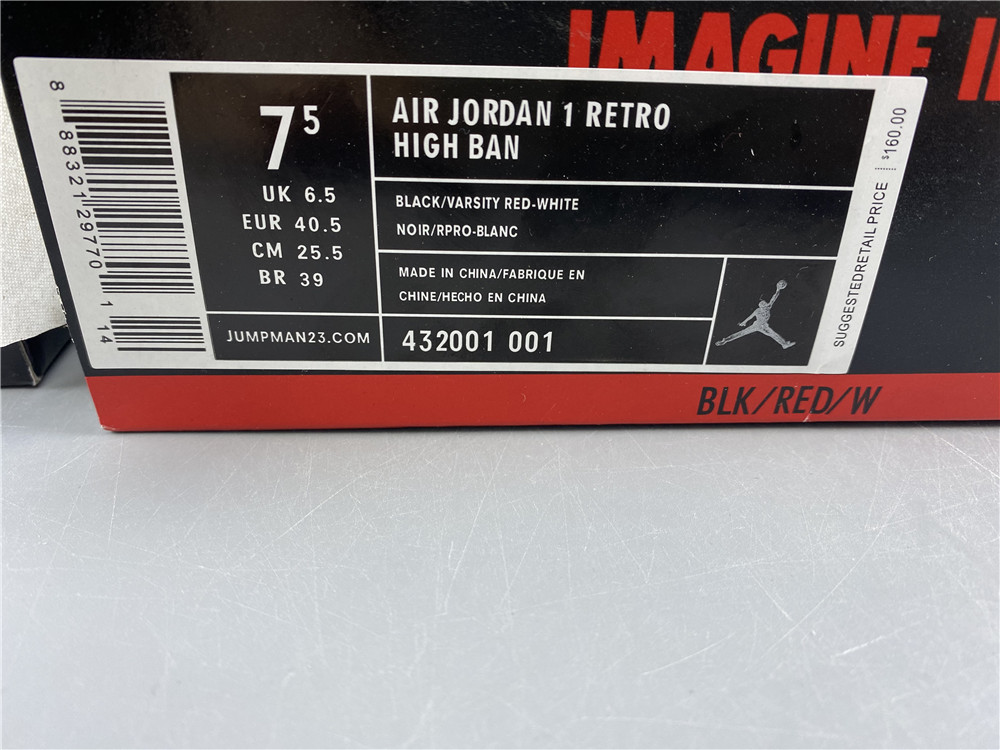 IMAGINE
8 88321 29770 1 14
7 5
UK 6.5
EUR 40.5
CM 25.5
BR 39
JUMPMAN23.COM
AIR JORDAN 1 RETRO
HIGH BAN
BLACK/VARSITY RED-WHITE
NOIR/RPRO-BLANC
MADE IN CHINA/FABRIQUE EN
CHINE/HECHO EN CHINA
432001 001
SUGGESTEDRETAIL PRICE $160.00
BLK/RED/W